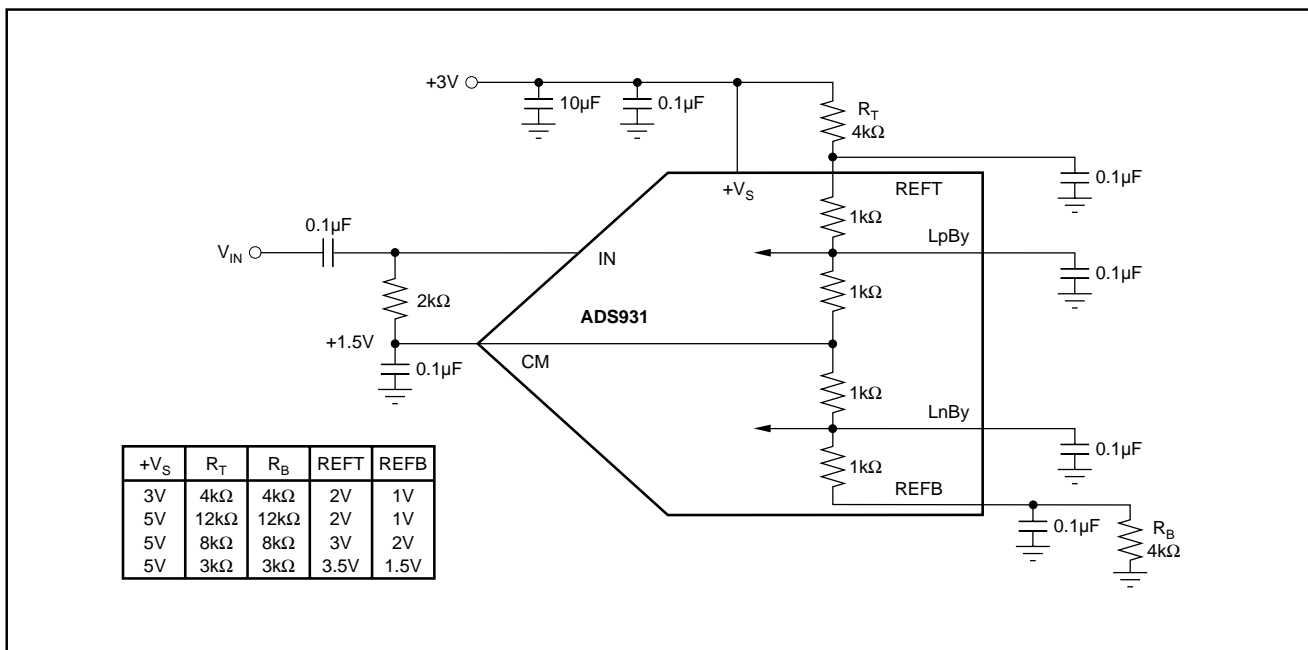 +3V
10µF
0.1µF
R_T
4kΩ
0.1µF
+V_S
REFT
0.1µF
1kΩ
V_IN
IN
LpBy
0.1µF
2kΩ
1kΩ
ADS931
+1.5V
CM
0.1µF
1kΩ
LnBy
0.1µF
1kΩ
REFB
0.1µF
R_B
4kΩ
+V_S R_T R_B REFT REFB
3V 4kΩ 4kΩ 2V 1V
5V 12kΩ 12kΩ 2V 1V
5V 8kΩ 8kΩ 3V 2V
5V 3kΩ 3kΩ 3.5V 1.5V